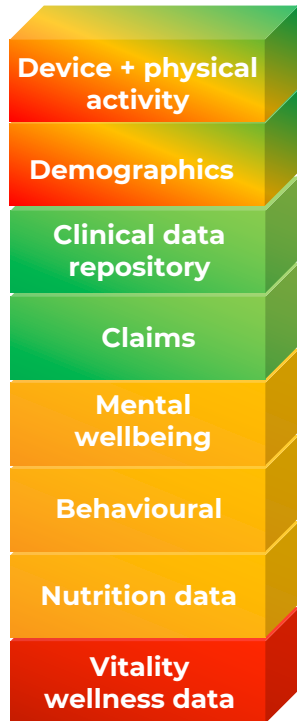 Device + physical
activity
Demographics
Clinical data
repository
Claims
Mental
wellbeing
Behavioural
Nutrition data
Vitality
wellness data